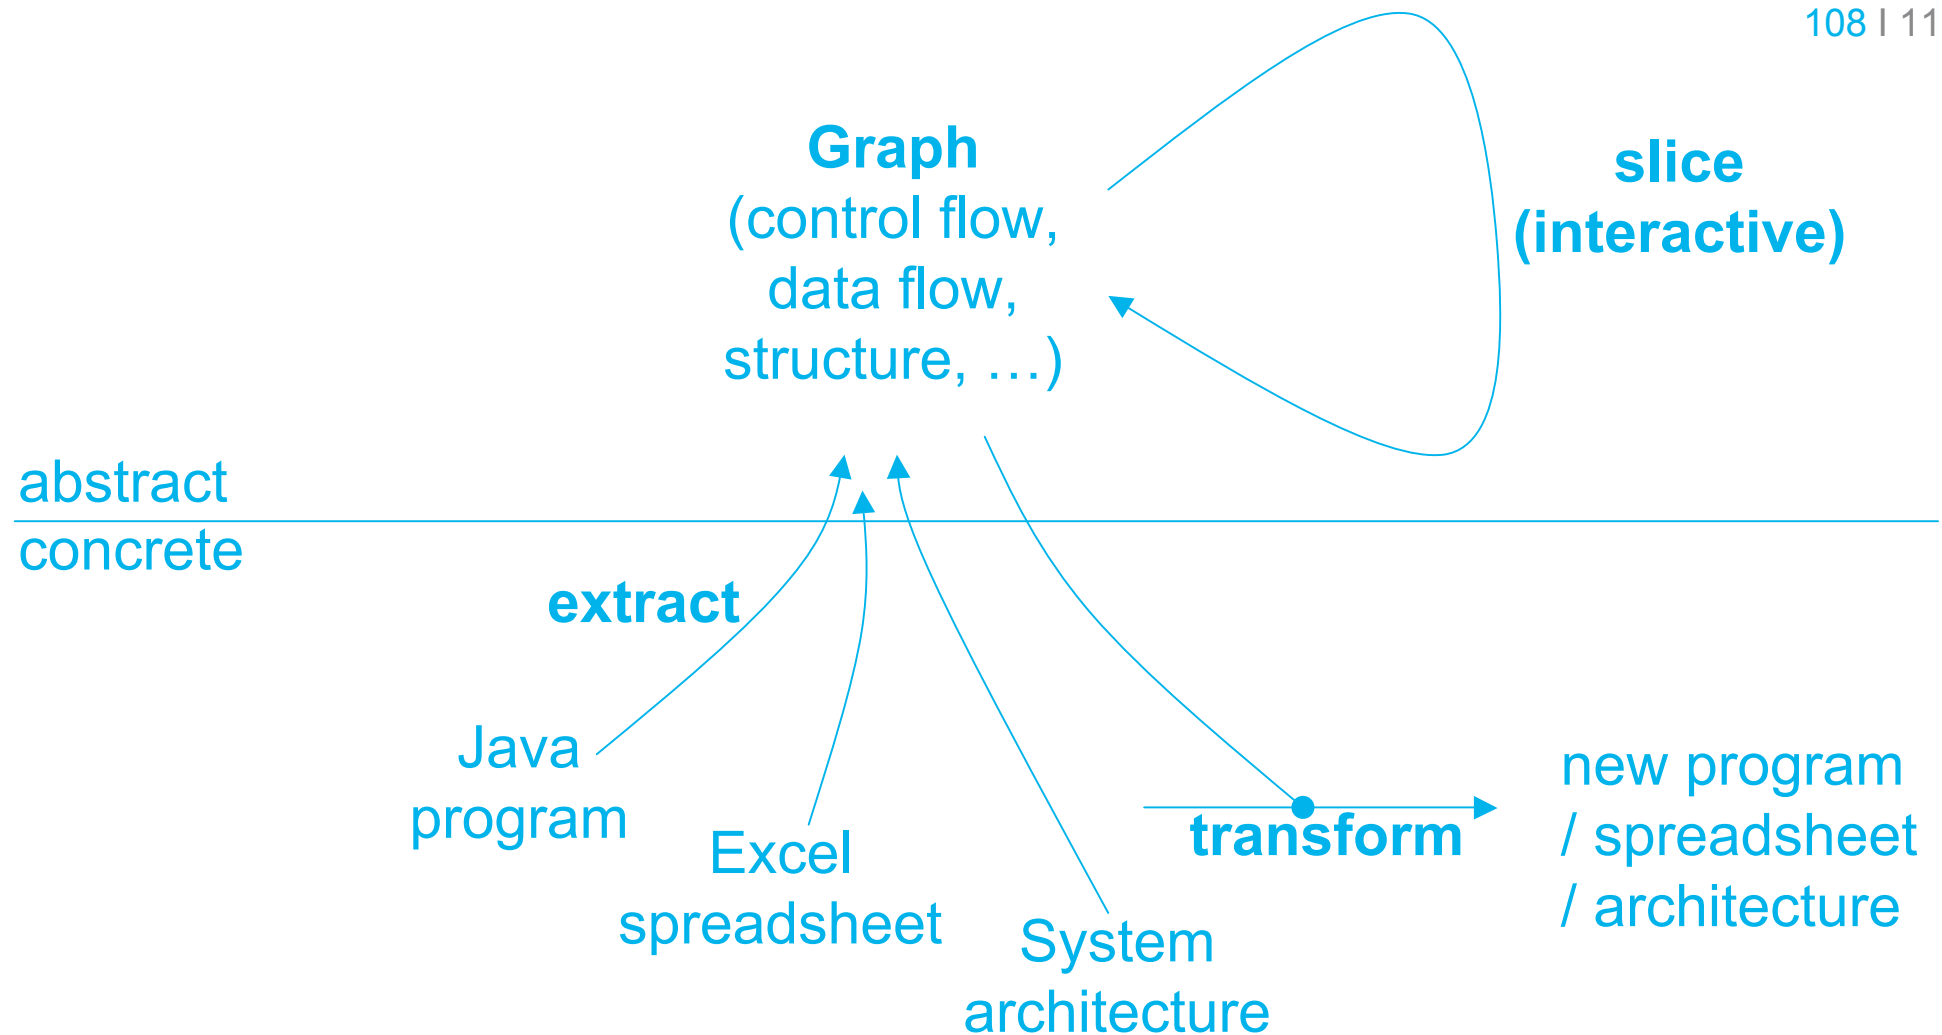 108 I 11
Graph
(control flow,
data flow,
structure, …)
slice
(interactive)
abstract
concrete
extract
Java
program
Excel
spreadsheet
System
architecture
transform
new program
/ spreadsheet
/ architecture